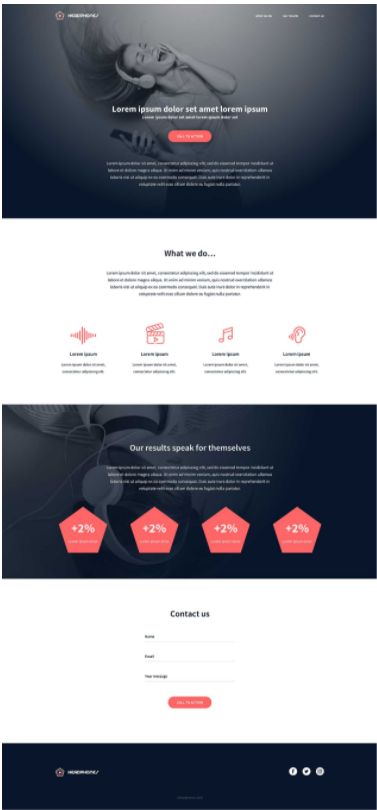 HEADPHONES
WHAT WE DO
OUR RESULTS
CONTACT US
Lorem ipsum dolor set amet lorem ipsum
Lorem ipsum dolor set amet lorem ipsum dolor set
CALL TO ACTION
Lorem ipsum dolor sit amet, consectetur adipiscing elit, sed do eiusmod tempor incididunt ut
labore et dolore magna aliqua. Ut enim ad minim veniam, quis nostrud exercitation ullamco
laboris nisi ut aliquip ex ea commodo consequat. Duis aute irure dolor in reprehenderit in
voluptate velit esse cillum dolore eu fugiat nulla pariatur.
What we do...
Lorem ipsum dolor sit amet, consectetur adipiscing elit, sed do eiusmod tempor incididunt ut
labore et dolore magna aliqua. Ut enim ad minim veniam, quis nostrud exercitation ullamco
laboris nisi ut aliquip ex ea commodo consequat. Duis aute irure dolor in reprehenderit in
voluptate velit esse cillum dolore eu fugiat nulla pariatur.
Lorem ipsum
Lorem ipsum dolor sit amet,
consectetur adipiscing elit.
Lorem ipsum
Lorem ipsum dolor sit amet,
consectetur adipiscing elit.
Lorem ipsum
Lorem ipsum dolor sit amet,
consectetur adipiscing elit.
Lorem ipsum
Lorem ipsum dolor sit amet,
consectetur adipiscing elit.
Our results speak for themselves
Lorem ipsum dolor sit amet, consectetur adipiscing elit, sed do eiusmod tempor incididunt ut
labore et dolore magna aliqua. Ut enim ad minim veniam, quis nostrud exercitation ullamco
laboris nisi ut aliquip ex ea commodo consequat. Duis aute irure dolor in reprehenderit in
voluptate velit esse cillum dolore eu fugiat nulla pariatur.
+2%
Lorem ipsum dolor
+2%
Lorem ipsum dolor
+2%
Lorem ipsum dolor
+2%
Lorem ipsum dolor
Contact us
Name
Email
Your message
CALL TO ACTION
HEADPHONES